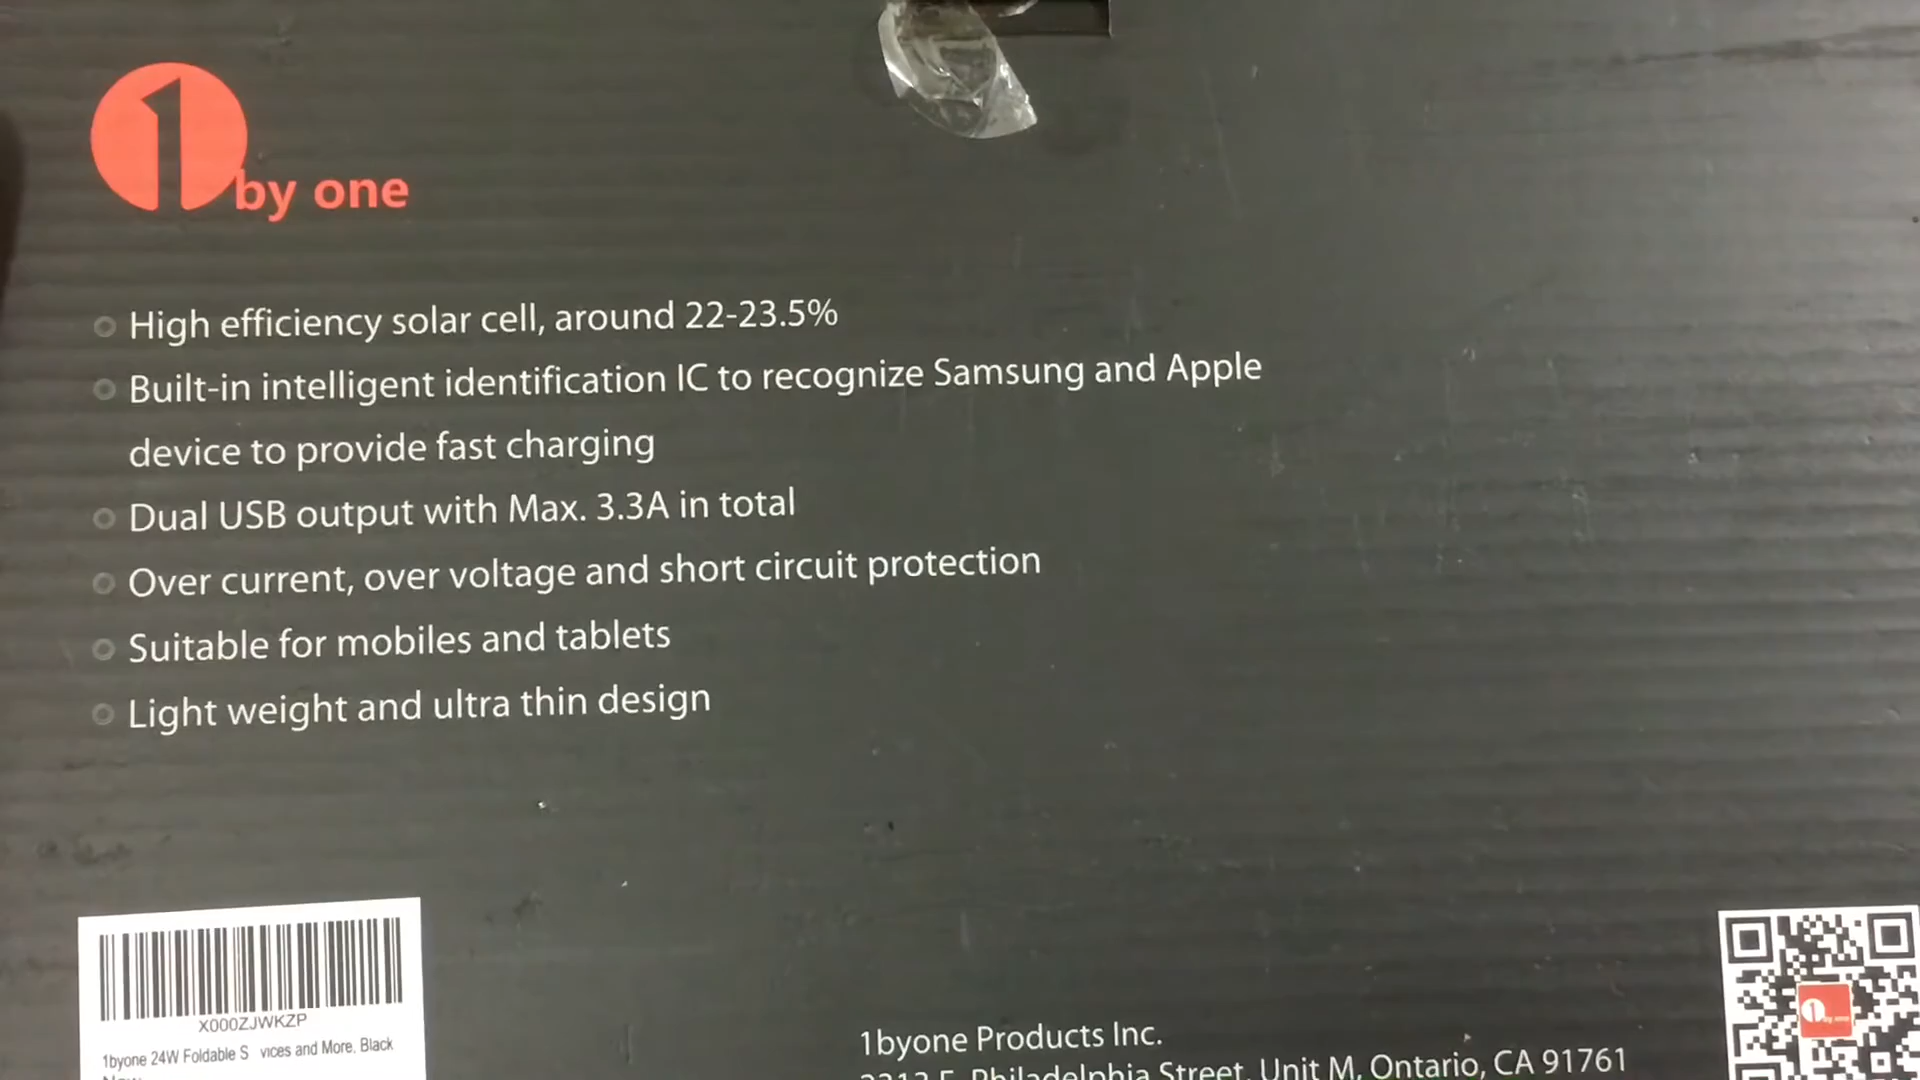 1 by one
High efficiency solar cell, around 22-23.5%
Built-in intelligent identification IC to recognize Samsung and Apple
device to provide fast charging
Dual USB output with Max. 3.3A in total
Over current, over voltage and short circuit protection
Suitable for mobiles and tablets
Light weight and ultra thin design
X000ZJWKZP
1byone 24W Foldable S vices and More, Black
1byone Products Inc.
Philadelphia Street, Unit M, Ontario, CA 91761